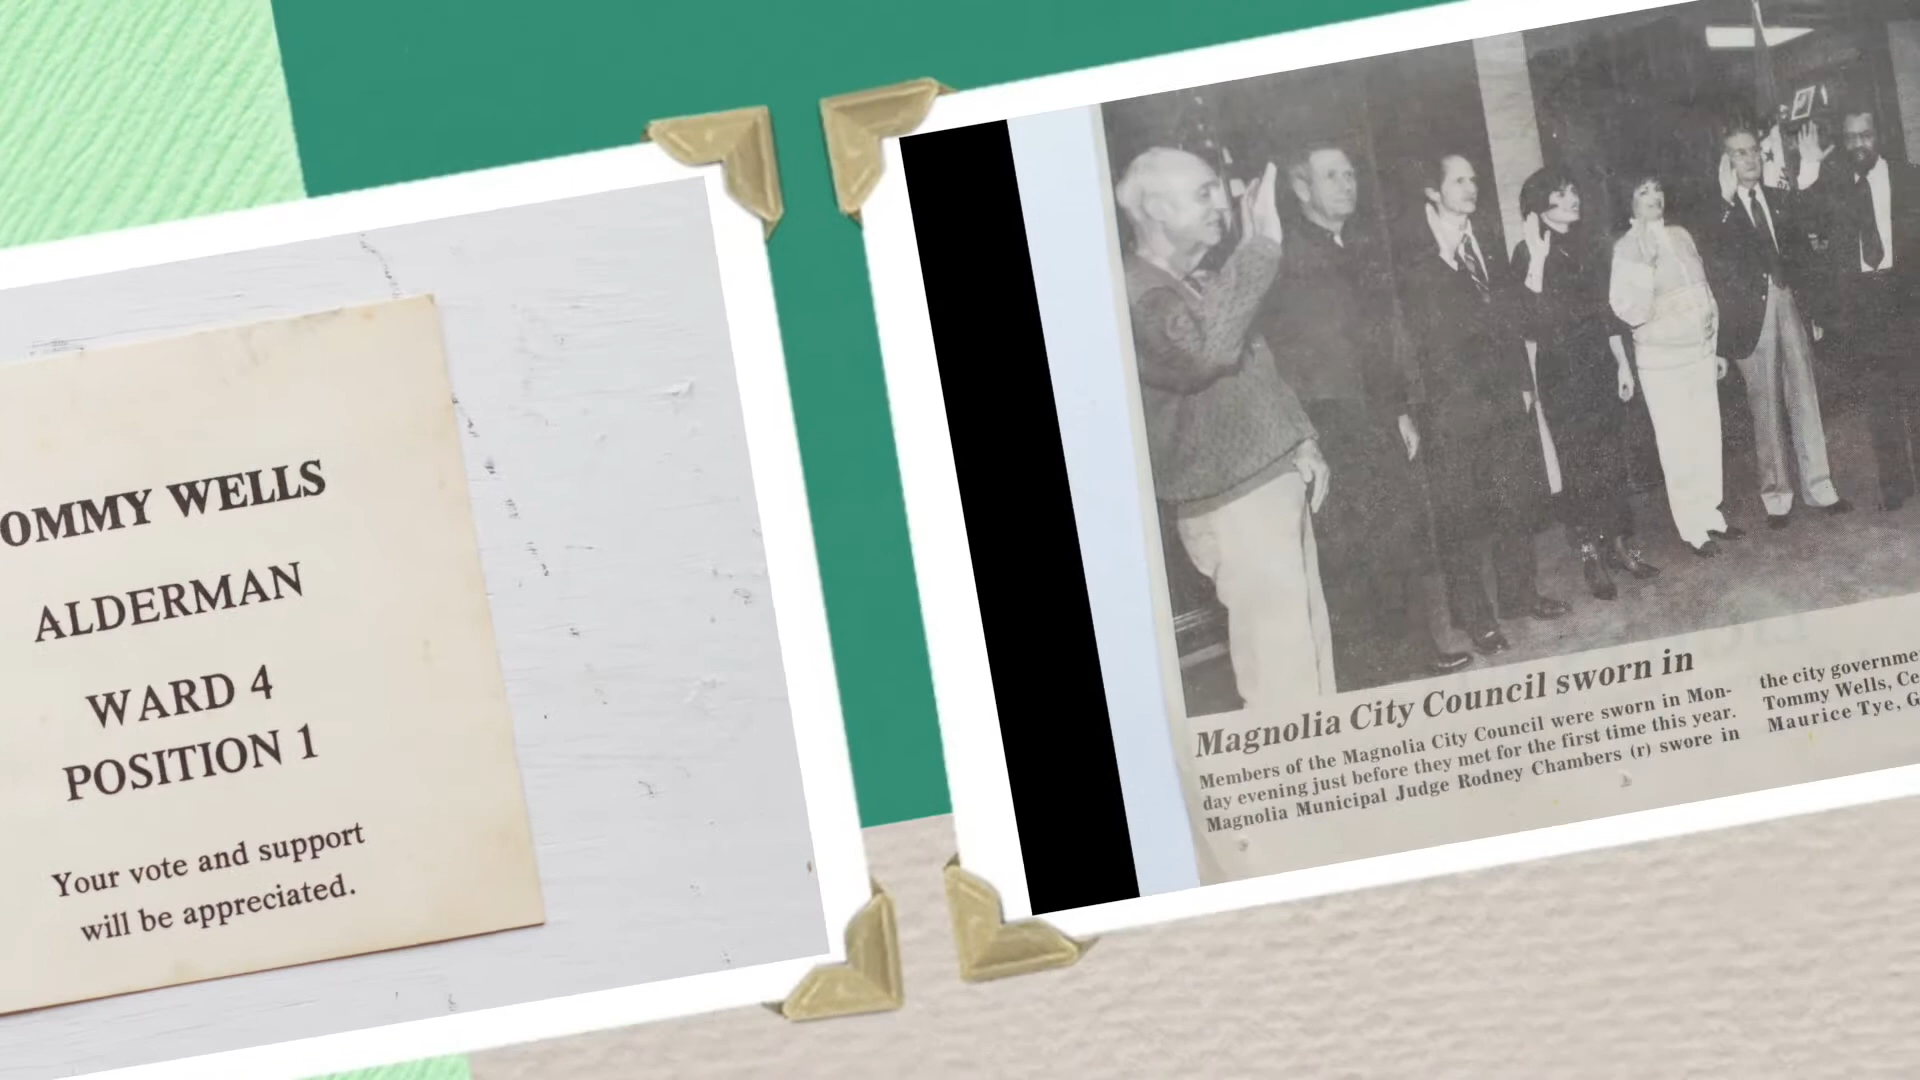 OMMY WELLS
ALDERMAN
WARD 4
POSITION 1
Your vote and support
will be appreciated.
Magnolia City Council sworn in
Members of the Magnolia City Council were sworn in Mon-
day evening just before they met for the first time this year.
Magnolia Municipal Judge Rodney Chambers (r) swore in
the city governme
Tommy Wells, Ce
Maurice Tye, G